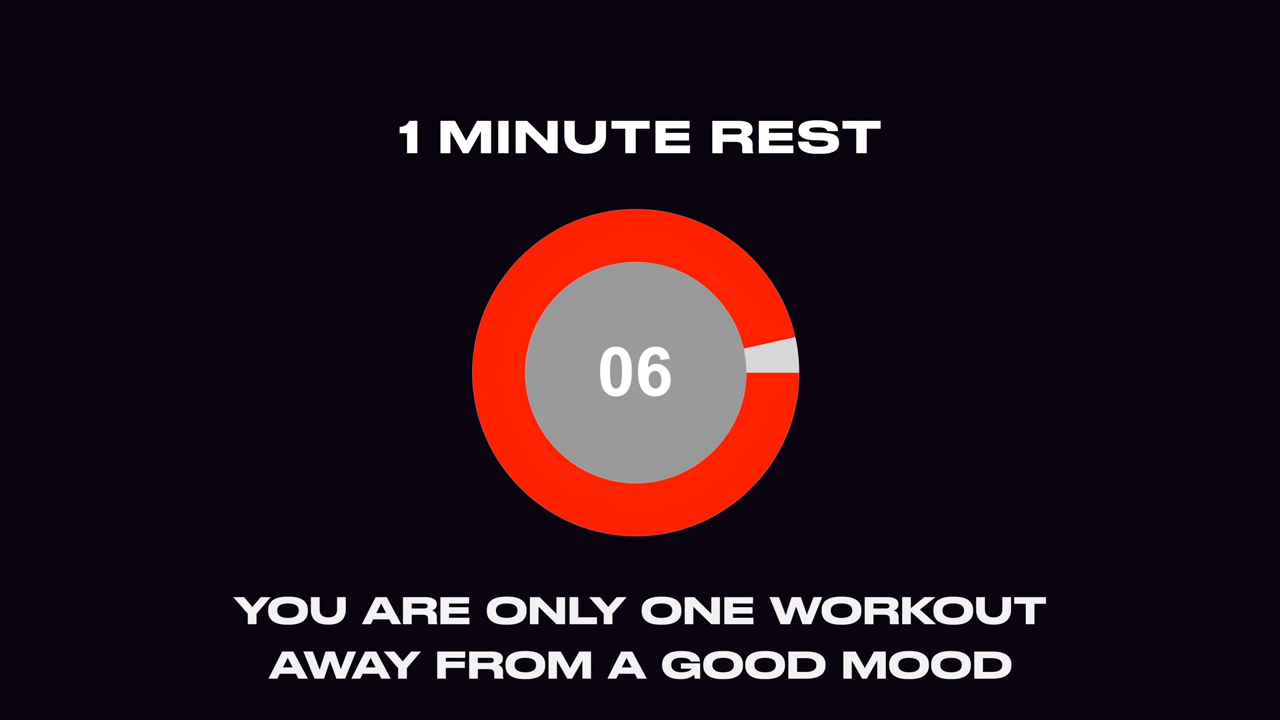 1 MINUTE REST
06
YOU ARE ONLY ONE WORKOUT
AWAY FROM A GOOD MOOD